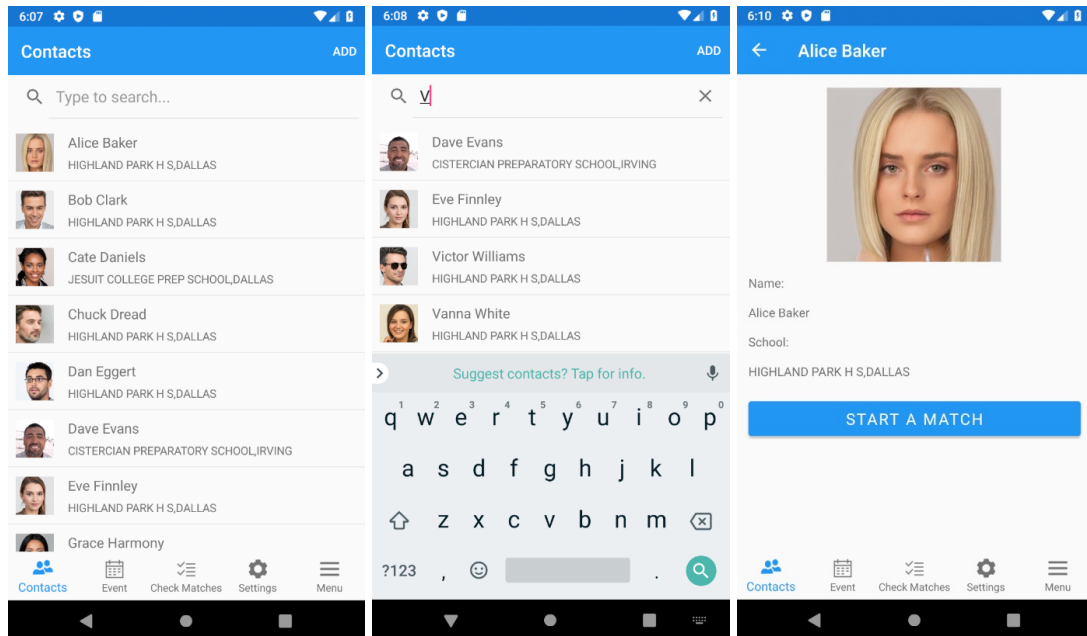 6:07
Contacts
ADD
Type to search...
Alice Baker
HIGHLAND PARK H S,DALLAS
Bob Clark
HIGHLAND PARK H S,DALLAS
Cate Daniels
JESUIT COLLEGE PREP SCHOOL,DALLAS
Chuck Dread
HIGHLAND PARK H S,DALLAS
Dan Eggert
HIGHLAND PARK H S,DALLAS
Dave Evans
CISTERCIAN PREPARATORY SCHOOL,IRVING
Eve Finnley
HIGHLAND PARK H S,DALLAS
Grace Harmony
Contacts Event Check Matches Settings Menu
6:08
Contacts
ADD
V
Dave Evans
CISTERCIAN PREPARATORY SCHOOL,IRVING
Eve Finnley
HIGHLAND PARK H S,DALLAS
Victor Williams
HIGHLAND PARK H S,DALLAS
Vanna White
HIGHLAND PARK H S,DALLAS
Suggest contacts? Tap for info.
1 2 3 4 5 6 7 8 9 0
q w e r t y u i o p
a s d f g h j k l
z x c v b n m
?123 , .
6:10
Alice Baker
Name:
Alice Baker
School:
HIGHLAND PARK H S,DALLAS
START A MATCH
Contacts Event Check Matches Settings Menu